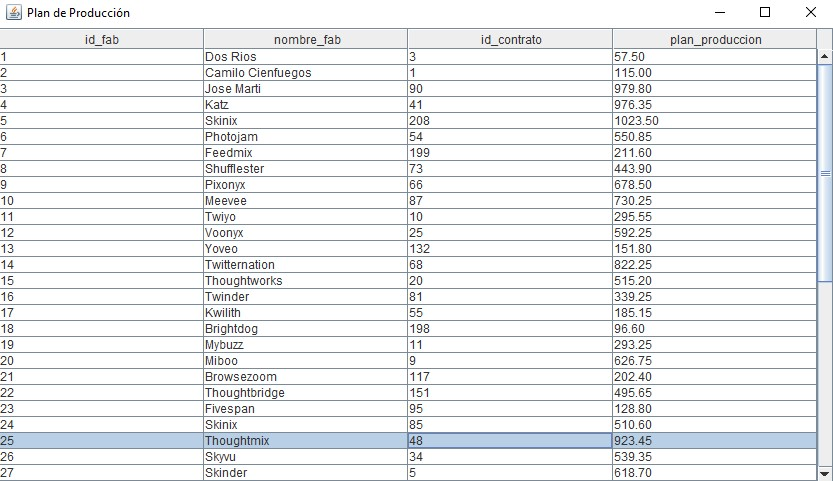 Plan de Producción
id_fab nombre_fab id_contrato plan_produccion
1 Dos Rios 3 57.50
2 Camilo Cienfuegos 1 115.00
3 Jose Marti 90 979.80
4 Katz 41 976.35
5 Skinix 208 1023.50
6 Photojam 54 550.85
7 Feedmix 199 211.60
8 Shufflester 73 443.90
9 Pixonyx 66 678.50
10 Meevee 87 730.25
11 Twiyo 10 295.55
12 Voonyx 25 592.25
13 Yoveo 132 151.80
14 Twitternation 68 822.25
15 Thoughtworks 20 515.20
16 Twinder 81 339.25
17 Kwilith 55 185.15
18 Brightdog 198 96.60
19 Mybuzz 11 293.25
20 Miboo 9 626.75
21 Browsezoom 117 202.40
22 Thoughtbridge 151 495.65
23 Fivespan 95 128.80
24 Skinix 85 510.60
25 Thoughtmix 48 923.45
26 Skyvu 34 539.35
27 Skinder 5 618.70